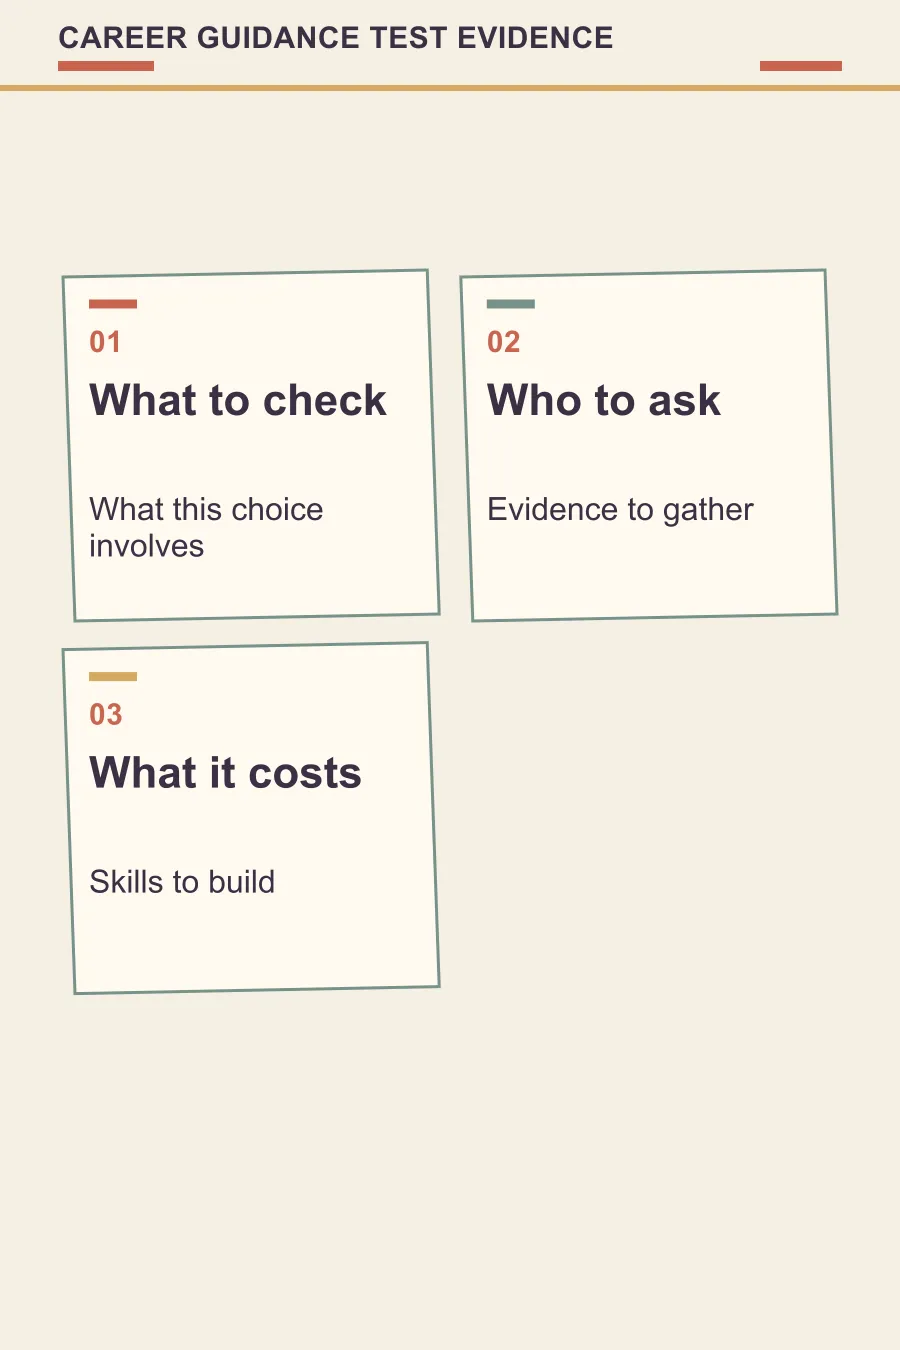 CAREER GUIDANCE TEST EVIDENCE
01
What to check
What this choice
involves
02
Who to ask
Evidence to gather
03
What it costs
Skills to build